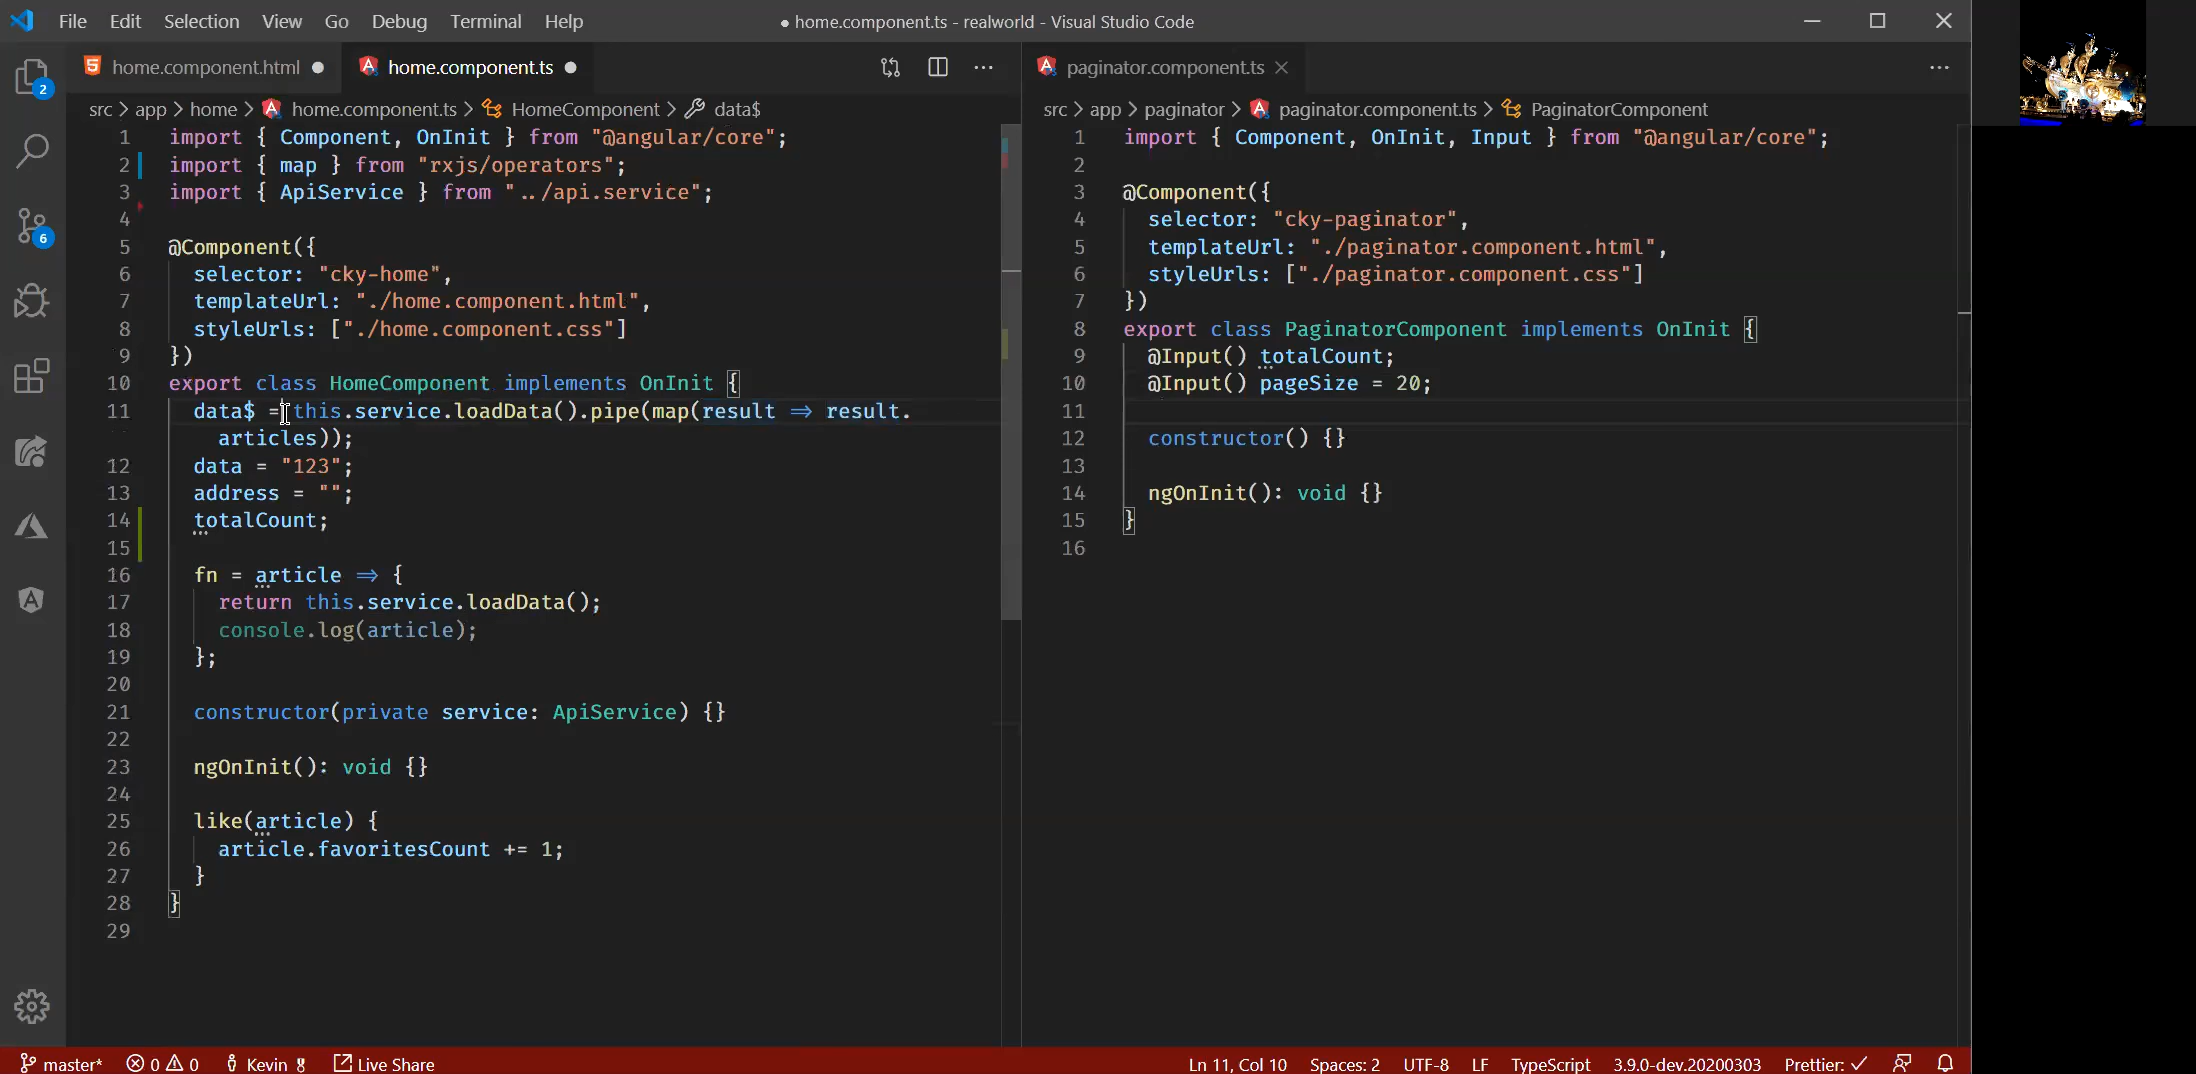 File Edit Selection View Go Debug Terminal Help
● home.component.ts - realworld - Visual Studio Code
home.component.html ●
home.component.ts ●
paginator.component.ts
src > app > home > home.component.ts > HomeComponent > data$
src > app > paginator > paginator.component.ts > PaginatorComponent
1 import { Component, OnInit } from "@angular/core";
2 import { map } from "rxjs/operators";
3 import { ApiService } from "../api.service";
4
5 @Component({
6 selector: "cky-home",
7 templateUrl: "./home.component.html",
8 styleUrls: ["./home.component.css"]
9 })
10 export class HomeComponent implements OnInit {
11 data$ = this.service.loadData().pipe(map(result => result.
articles));
12 data = "123";
13 address = "";
14 totalCount;
15
16 fn = article => {
17 return this.service.loadData();
18 console.log(article);
19 };
20
21 constructor(private service: ApiService) {}
22
23 ngOnInit(): void {}
24
25 like(article) {
26 article.favoritesCount += 1;
27 }
28 }
29
1 import { Component, OnInit, Input } from "@angular/core";
2
3 @Component({
4 selector: "cky-paginator",
5 templateUrl: "./paginator.component.html",
6 styleUrls: ["./paginator.component.css"]
7 })
8 export class PaginatorComponent implements OnInit {
9 @Input() totalCount;
10 @Input() pageSize = 20;
11
12 constructor() {}
13
14 ngOnInit(): void {}
15 }
16
2
6
master* 0 0 Kevin Live Share
Ln 11, Col 10 Spaces: 2 UTF-8 LF TypeScript 3.9.0-dev.20200303 Prettier: ✓